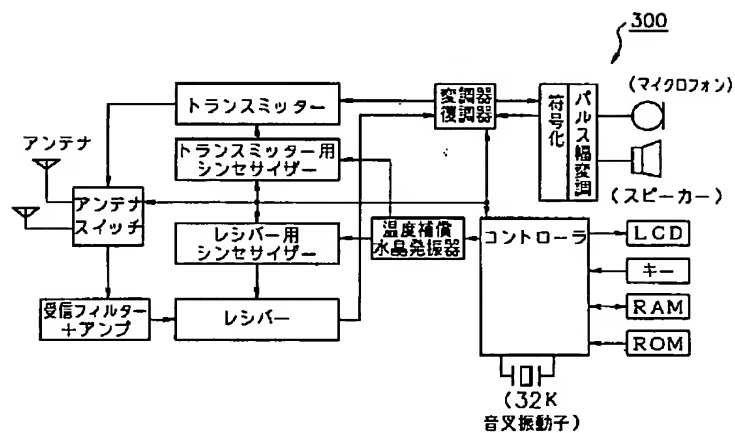 300
トランスミッター
変調器
復調器
符号化
パルス幅変調
(マイクロフォン)
アンテナ
トランスミッター用
シンセサイザー
(スピーカー)
アンテナ
スイッチ
レシバー用
シンセサイザー
温度補償
水晶発振器
コントローラ
LCD
キー
RAM
ROM
受信フィルター
+アンプ
レシバー
(32K
音叉振動子)